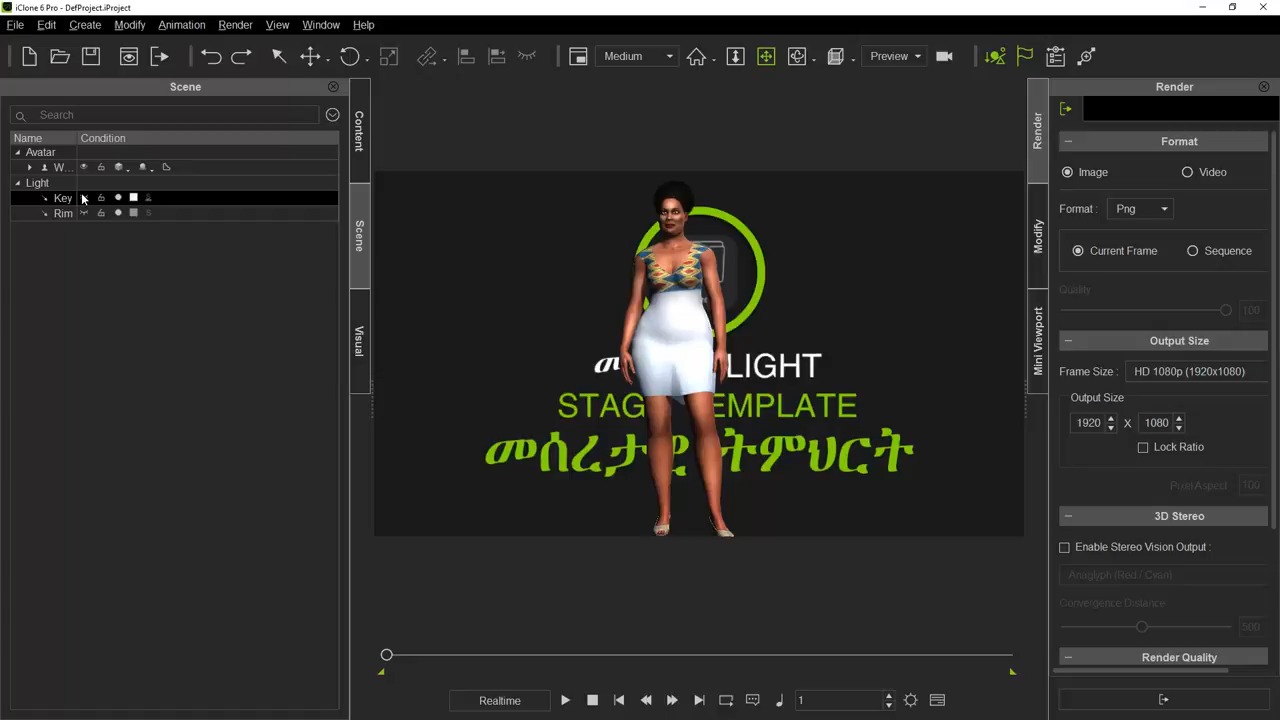 iClone 6 Pro - DefProject.iProject
File Edit Create Modify Animation Render View Window Help
Medium Preview
Scene
Search
Name Condition
Avatar
W...
Light
Key
Rim
Content
Scene
Visual
LIGHT
STAG EMPLATE
መሰረታዊ ትምህርት
Realtime
1
Render
Modify
Mini Viewport
Render
Format
Image Video
Format : Png
Current Frame Sequence
Quality
100
Output Size
Frame Size : HD 1080p (1920x1080)
Output Size
1920 X 1080
Lock Ratio
Pixel Aspect 100
3D Stereo
Enable Stereo Vision Output :
Anaglyph (Red / Cyan)
Convergence Distance
500
Render Quality